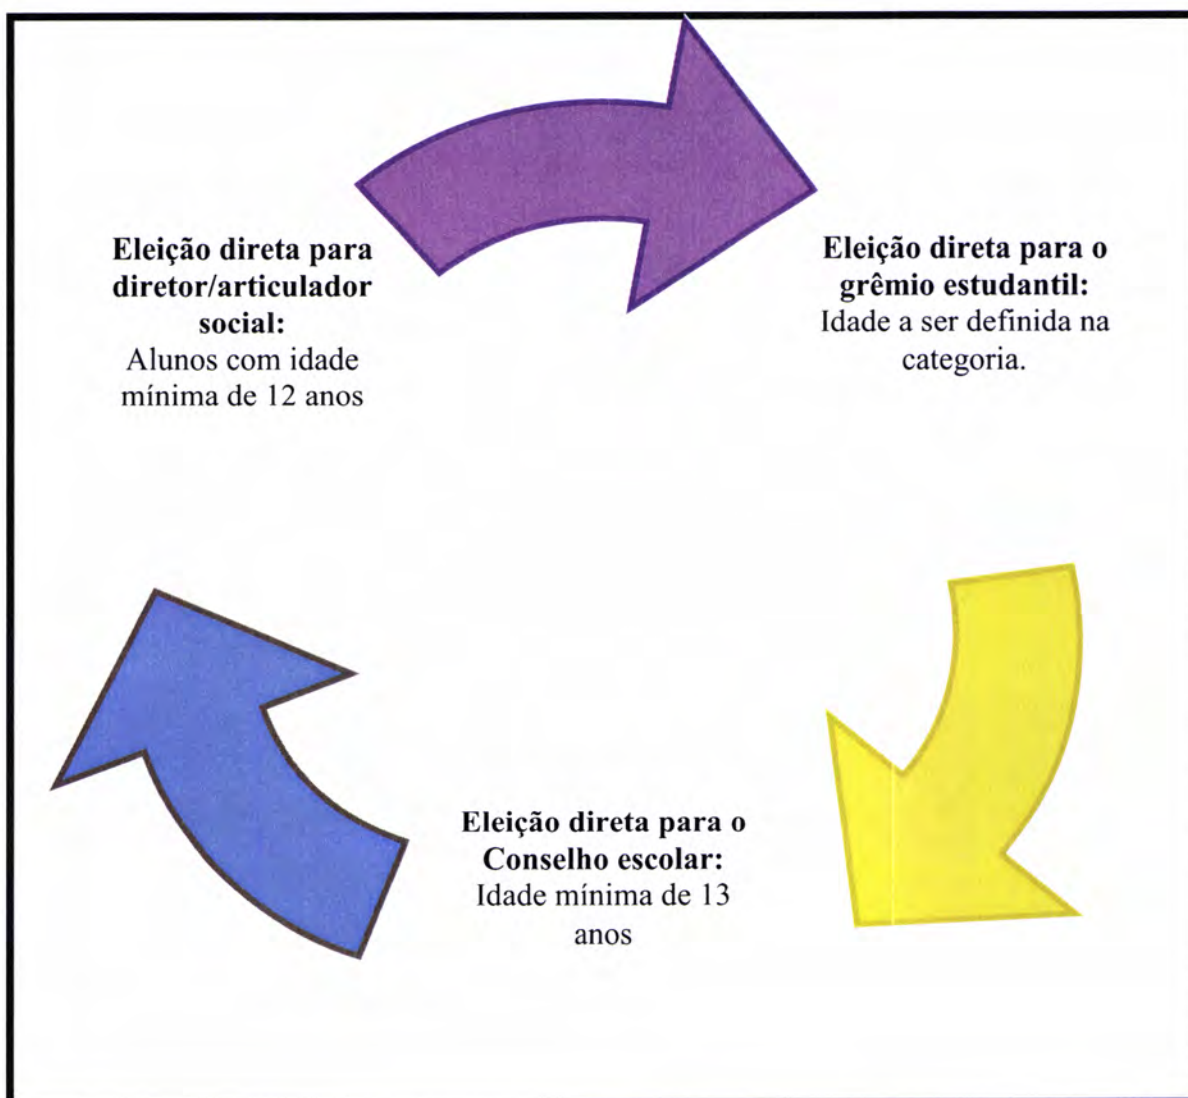 Eleição direta para
diretor/articulador
social:
Alunos com idade
mínima de 12 anos
Eleição direta para o
grêmio estudantil:
Idade a ser definida na
categoria.
Eleição direta para o
Conselho escolar:
Idade mínima de 13
anos